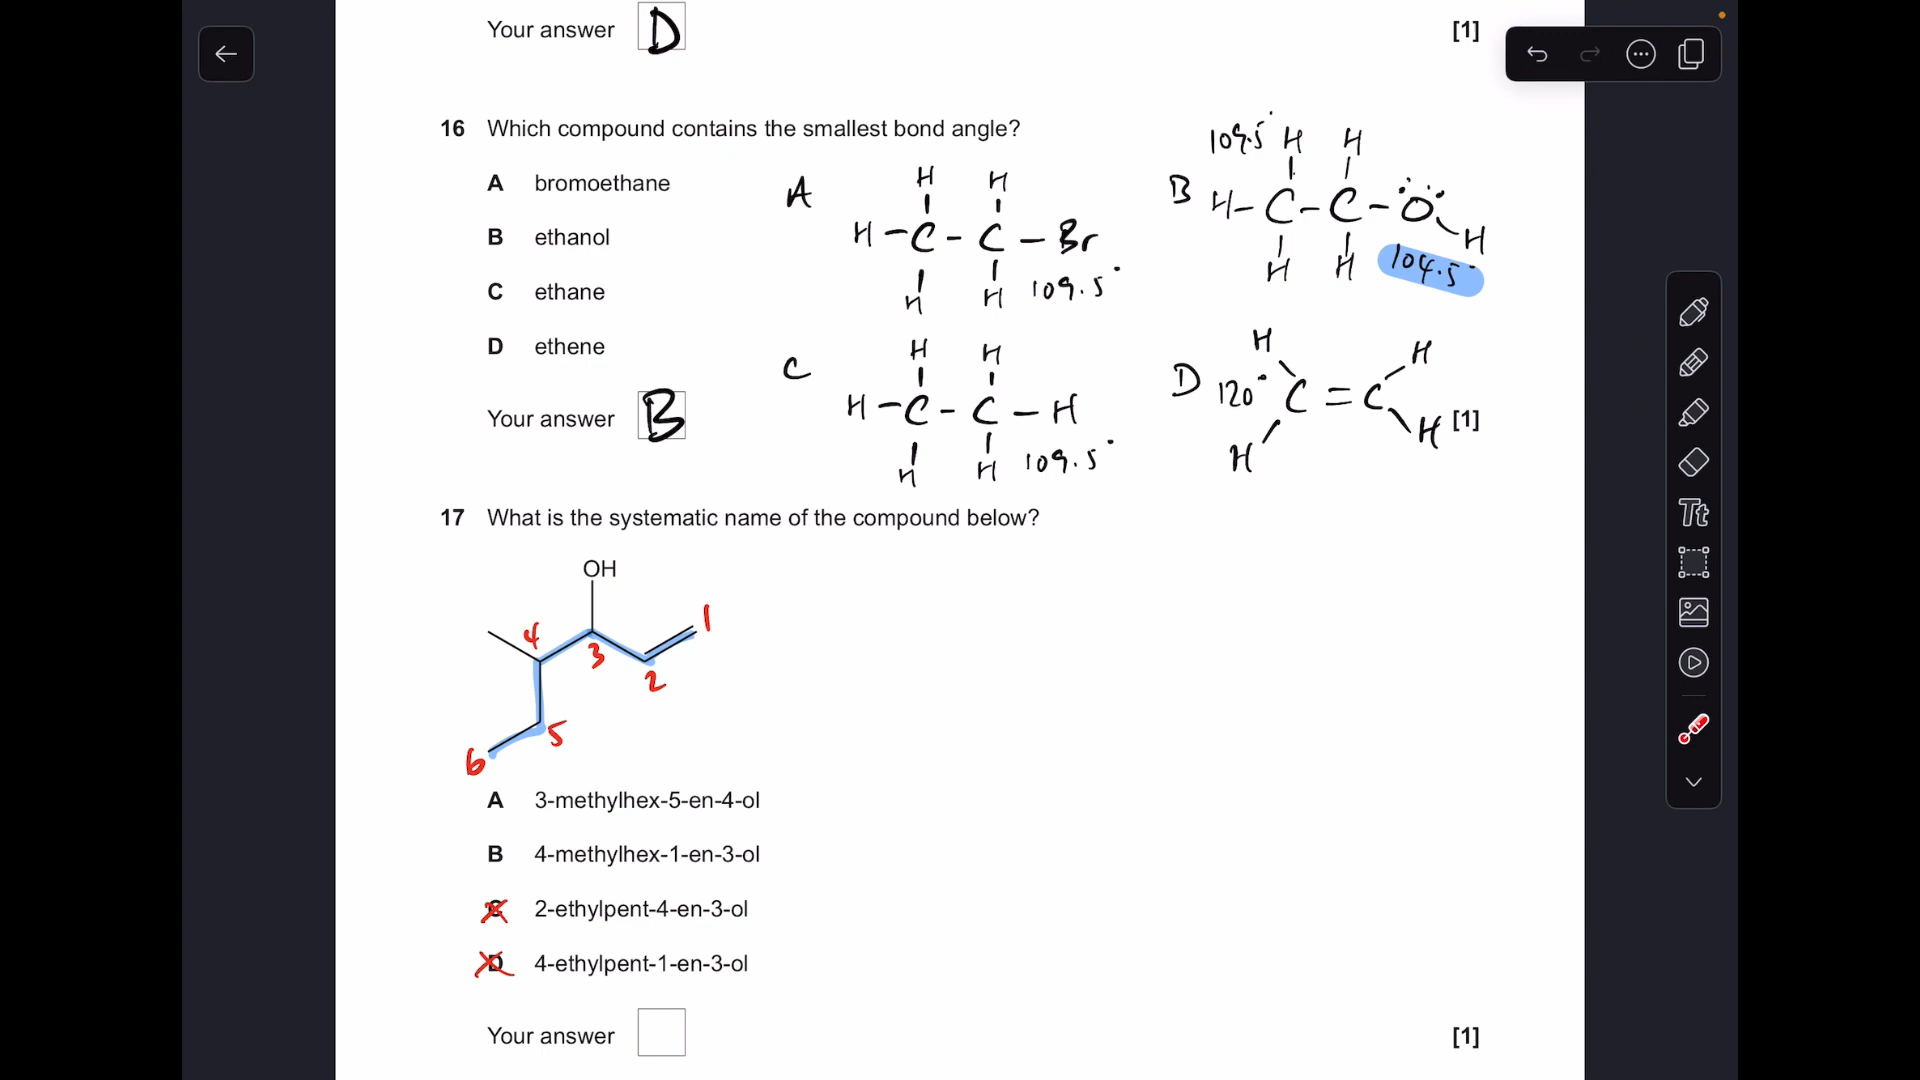 Your answer D [1]
16 Which compound contains the smallest bond angle?
A bromoethane
B ethanol
C ethane
D ethene
Your answer B [1]
A
H H
H - C - C - Br
H H 109.5°
B
109.5° H H
H - C - C - O
H
H H 104.5°
C
H H
H - C - C - H
H H 109.5°
D
H H
120° C = C
H H
17 What is the systematic name of the compound below?
OH
1
4
3
2
5
6
A 3-methylhex-5-en-4-ol
B 4-methylhex-1-en-3-ol
C 2-ethylpent-4-en-3-ol
D 4-ethylpent-1-en-3-ol
Your answer [1]
Tt